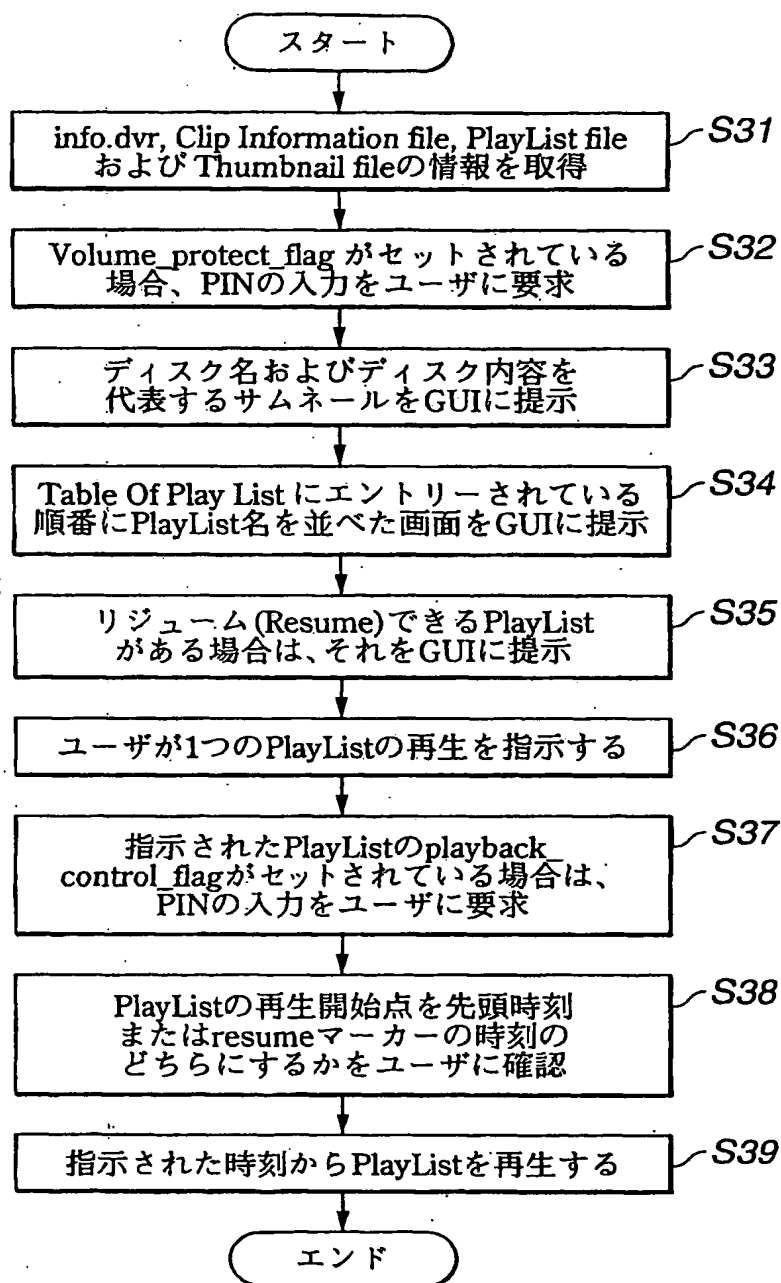 スタート
info.dvr, Clip Information file, PlayList file
およびThumbnail fileの情報を取得
S31
Volume_protect_flag がセットされている
場合、PINの入力をユーザに要求
S32
ディスク名およびディスク内容を
代表するサムネールをGUIに提示
S33
Table Of Play List にエントリーされている
順番にPlayList名を並べた画面をGUIに提示
S34
リジューム(Resume)できるPlayList
がある場合は、それをGUIに提示
S35
ユーザが1つのPlayListの再生を指示する
S36
指示されたPlayListのplayback_
control_flagがセットされている場合は、
PINの入力をユーザに要求
S37
PlayListの再生開始点を先頭時刻
またはresumeマーカーの時刻の
どちらにするかをユーザに確認
S38
指示された時刻からPlayListを再生する
S39
エンド